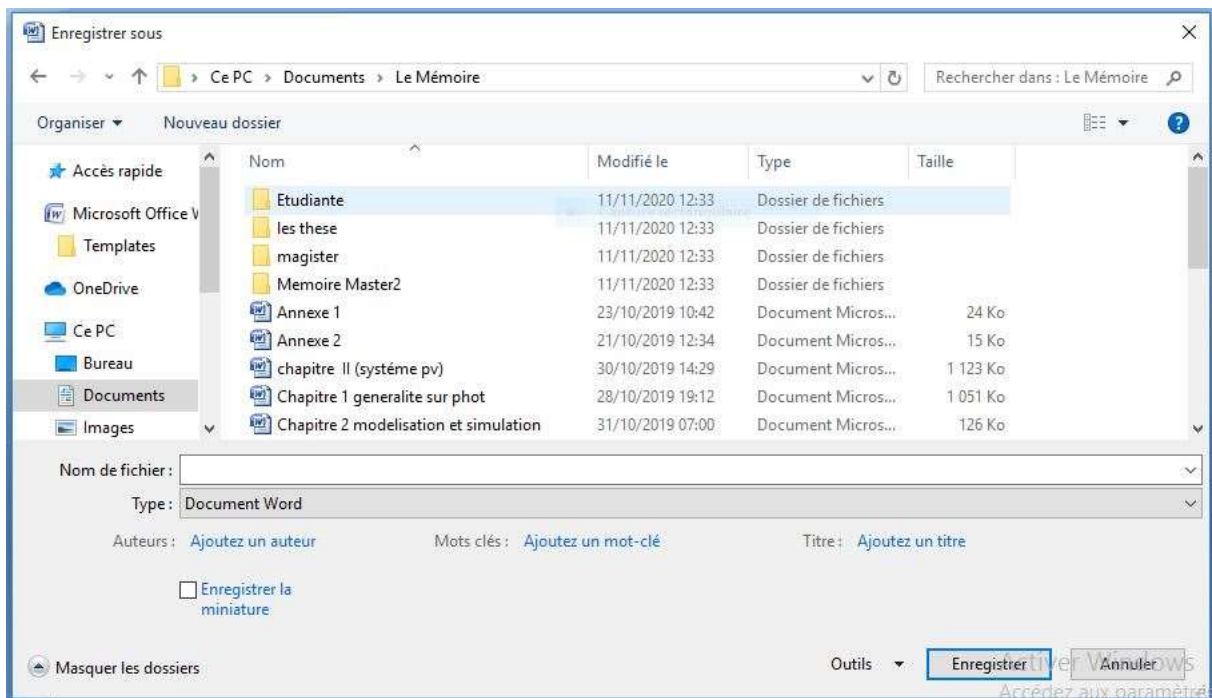 Enregistrer sous
Ce PC > Documents > Le Mémoire
Rechercher dans : Le Mémoire
Organiser
Nouveau dossier
Nom Modifié le Type Taille
Accès rapide
Microsoft Office W
Templates
OneDrive
Ce PC
Bureau
Documents
Images
Etudiante 11/11/2020 12:33 Dossier de fichiers
Capture rectangulaire
les these 11/11/2020 12:33 Dossier de fichiers
magister 11/11/2020 12:33 Dossier de fichiers
Memoire Master2 11/11/2020 12:33 Dossier de fichiers
Annexe 1 23/10/2019 10:42 Document Micros... 24 Ko
Annexe 2 21/10/2019 12:34 Document Micros... 15 Ko
chapitre II (systéme pv) 30/10/2019 14:29 Document Micros... 1 123 Ko
Chapitre 1 generalite sur phot 28/10/2019 19:12 Document Micros... 1 051 Ko
Chapitre 2 modelisation et simulation 31/10/2019 07:00 Document Micros... 126 Ko
Nom de fichier :
Type : Document Word
Auteurs : Ajoutez un auteur Mots clés : Ajoutez un mot-clé Titre : Ajoutez un titre
Enregistrer la
miniature
Masquer les dossiers
Outils
Enregistrer
Annuler
Activer Windows
Accédez aux paramètres